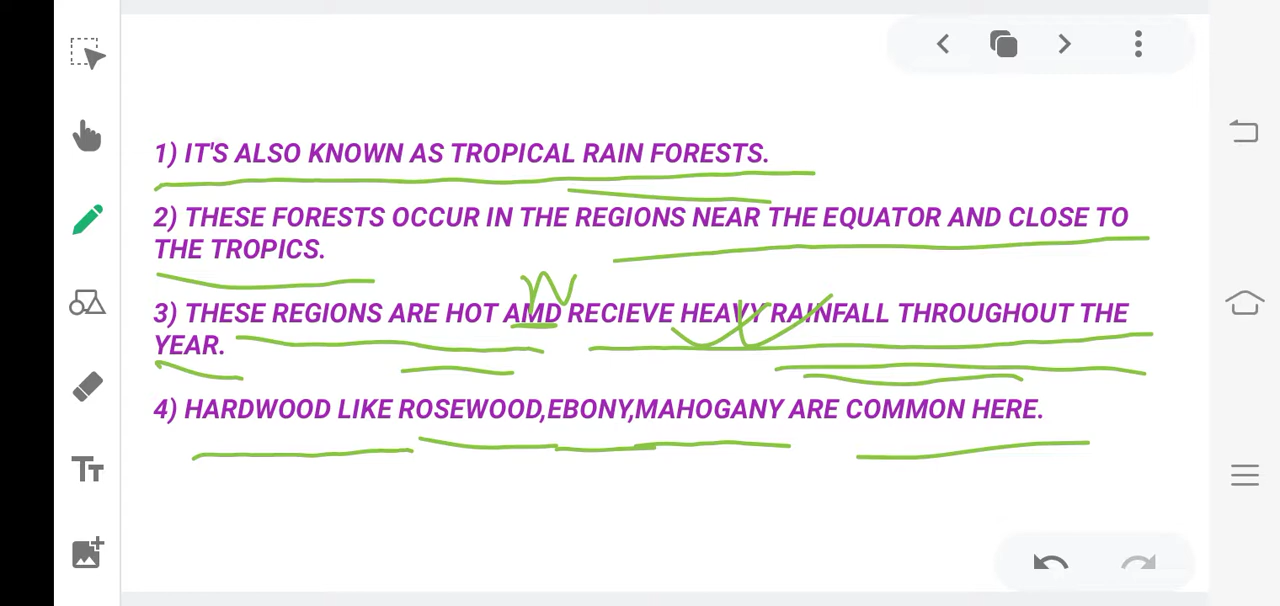 1) IT'S ALSO KNOWN AS TROPICAL RAIN FORESTS.
2) THESE FORESTS OCCUR IN THE REGIONS NEAR THE EQUATOR AND CLOSE TO
THE TROPICS.
n
3) THESE REGIONS ARE HOT AMD RECIEVE HEAVY RAINFALL THROUGHOUT THE
YEAR.
4) HARDWOOD LIKE ROSEWOOD,EBONY,MAHOGANY ARE COMMON HERE.
TT